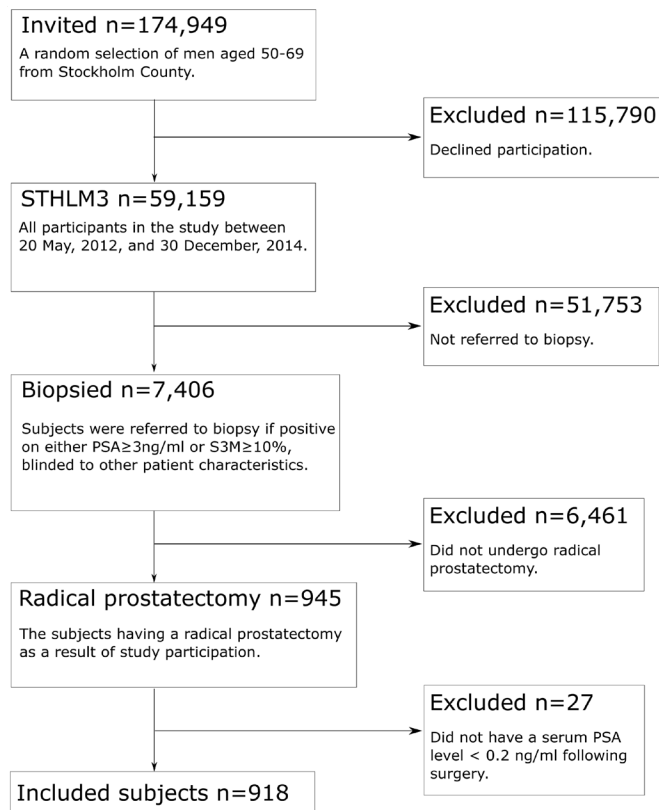 Invited n=174,949
A random selection of men aged 50-69
from Stockholm County.
Excluded n=115,790
Declined participation.
STHLM3 n=59,159
All participants in the study between
20 May, 2012, and 30 December, 2014.
Excluded n=51,753
Not referred to biopsy.
Biopsied n=7,406
Subjects were referred to biopsy if positive
on either PSA≥3ng/ml or S3M≥10%,
blinded to other patient characteristics.
Excluded n=6,461
Did not undergo radical
prostatectomy.
Radical prostatectomy n=945
The subjects having a radical prostatectomy
as a result of study participation.
Excluded n=27
Did not have a serum PSA
level < 0.2 ng/ml following
surgery.
Included subjects n=918